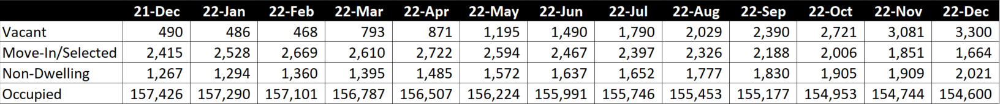 21-Dec 22-Jan 22-Feb 22-Mar 22-Apr 22-May 22-Jun 22-Jul 22-Aug 22-Sep 22-Oct 22-Nov 22-Dec
Vacant 490 486 468 793 871 1,195 1,490 1,790 2,029 2,390 2,721 3,081 3,300
Move-In/Selected 2,415 2,528 2,669 2,610 2,722 2,594 2,467 2,397 2,326 2,188 2,006 1,851 1,664
Non-Dwelling 1,267 1,294 1,360 1,395 1,485 1,572 1,637 1,652 1,777 1,830 1,905 1,909 2,021
Occupied 157,426 157,290 157,101 156,787 156,507 156,224 155,991 155,746 155,453 155,177 154,953 154,744 154,600